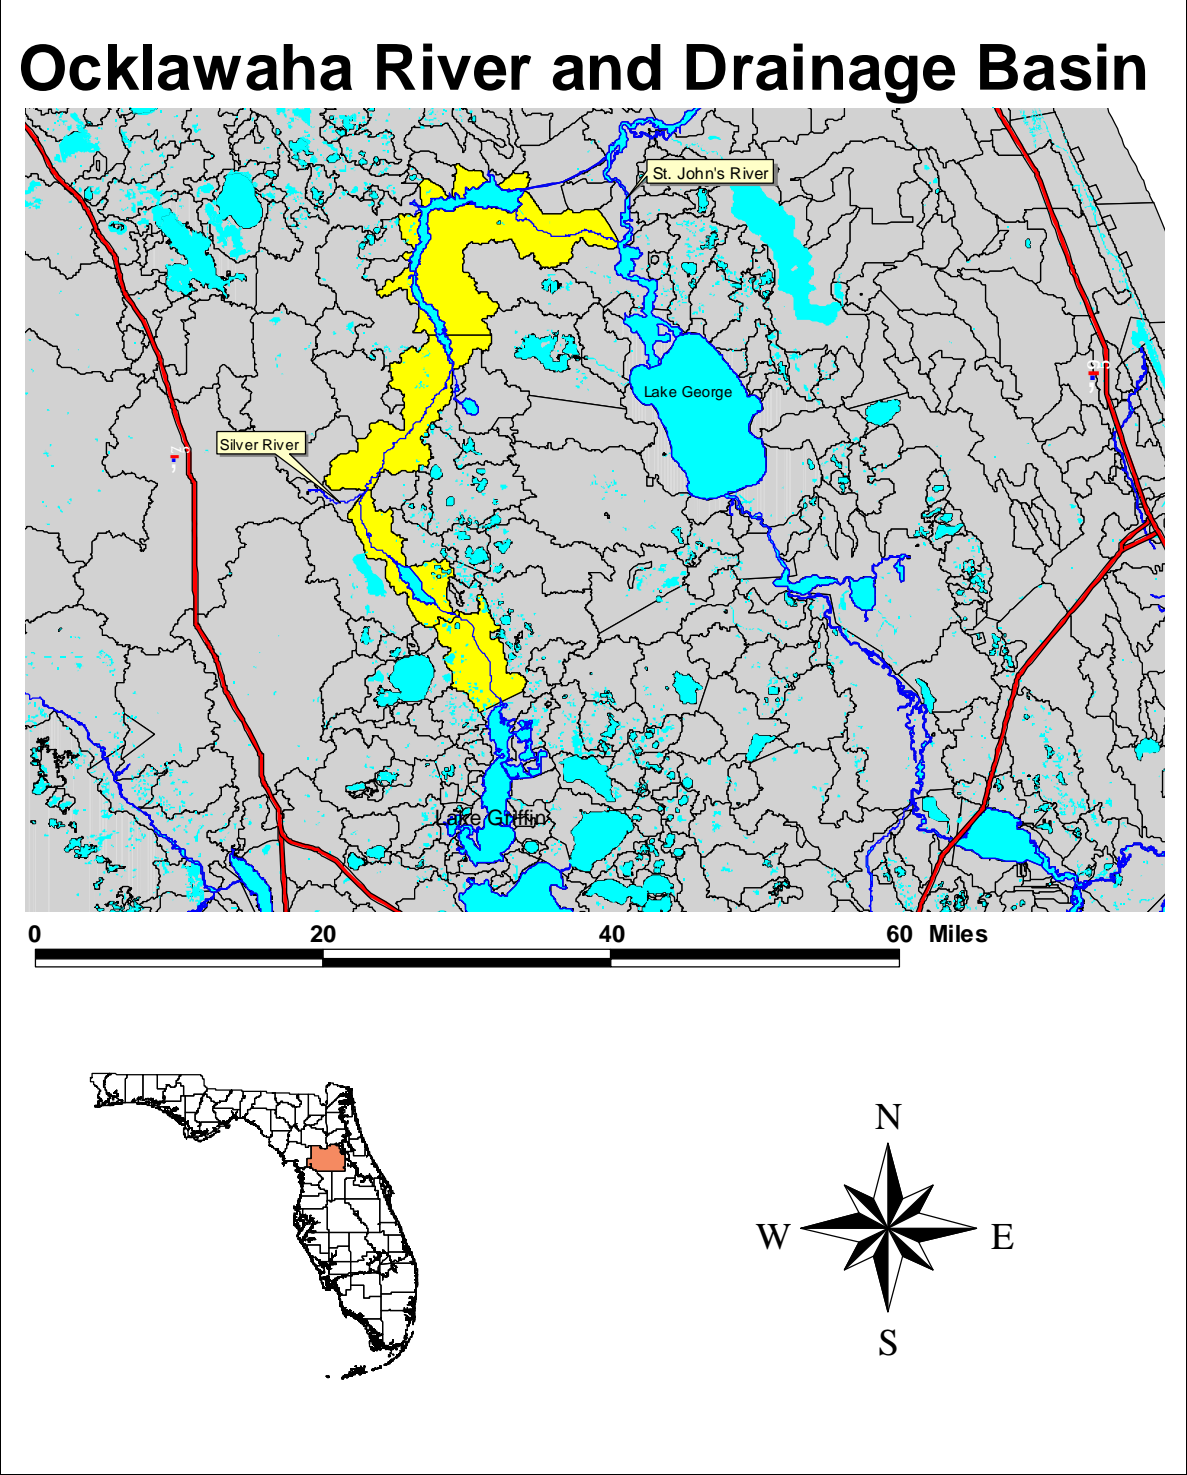 Ocklawaha River and Drainage Basin
St. John's River
Lake George
Silver River
Lake Griffin
0 20 40 60 Miles
N
W E
S